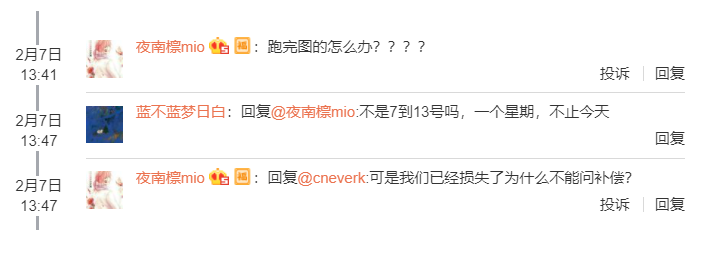 2月7日
13:41
夜南檩mio 福：跑完图的怎么办？？？？
投诉 回复
2月7日
13:47
蓝不蓝梦日白：回复@夜南檩mio:不是7到13号吗，一个星期，不止今天
回复
2月7日
13:47
夜南檩mio 福：回复@cneverk:可是我们已经损失了为什么不能问补偿?
投诉 回复